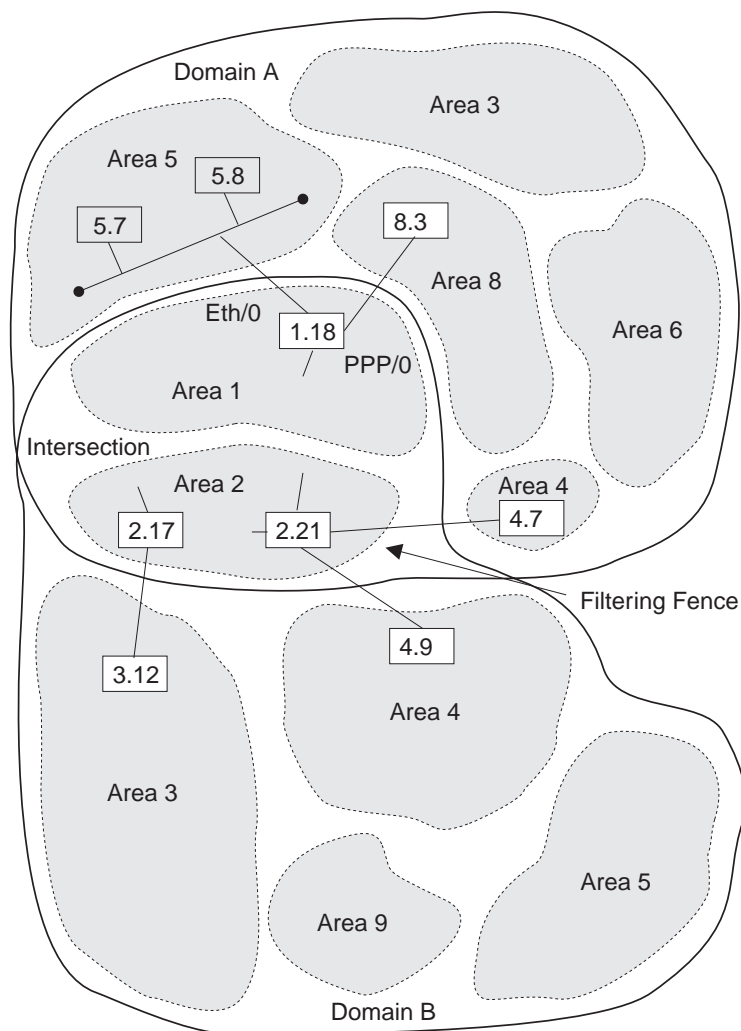 Domain A
Area 3
Area 5
5.8
5.7
8.3
Area 8
Eth/0
1.18
PPP/0
Area 6
Area 1
Intersection
Area 2
Area 4
2.17
2.21
4.7
Filtering Fence
4.9
3.12
Area 4
Area 3
Area 5
Area 9
Domain B